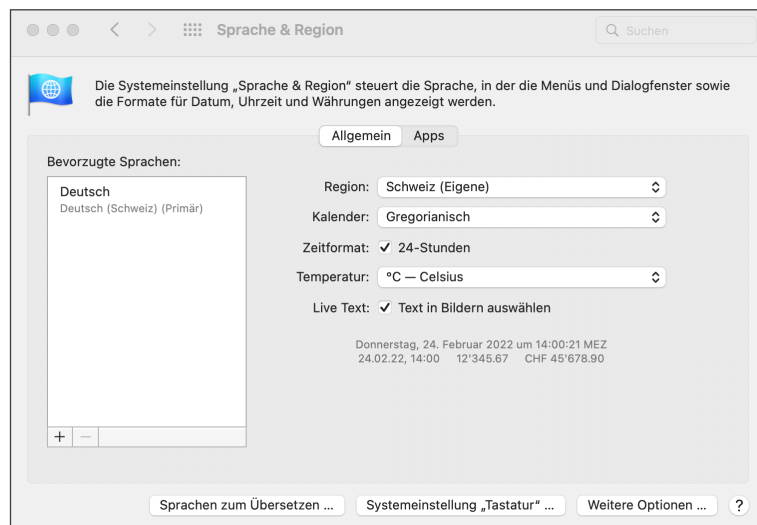 Sprache & Region
Suchen
Die Systemeinstellung „Sprache & Region“ steuert die Sprache, in der die Menüs und Dialogfenster sowie
die Formate für Datum, Uhrzeit und Währungen angezeigt werden.
Allgemein Apps
Bevorzugte Sprachen:
Deutsch
Deutsch (Schweiz) (Primär)
Region: Schweiz (Eigene)
Kalender: Gregorianisch
Zeitformat: 24-Stunden
Temperatur: °C — Celsius
Live Text: Text in Bildern auswählen
Donnerstag, 24. Februar 2022 um 14:00:21 MEZ
24.02.22, 14:00 12'345.67 CHF 45'678.90
+ −
Sprachen zum Übersetzen ... Systemeinstellung „Tastatur“ ... Weitere Optionen ... ?